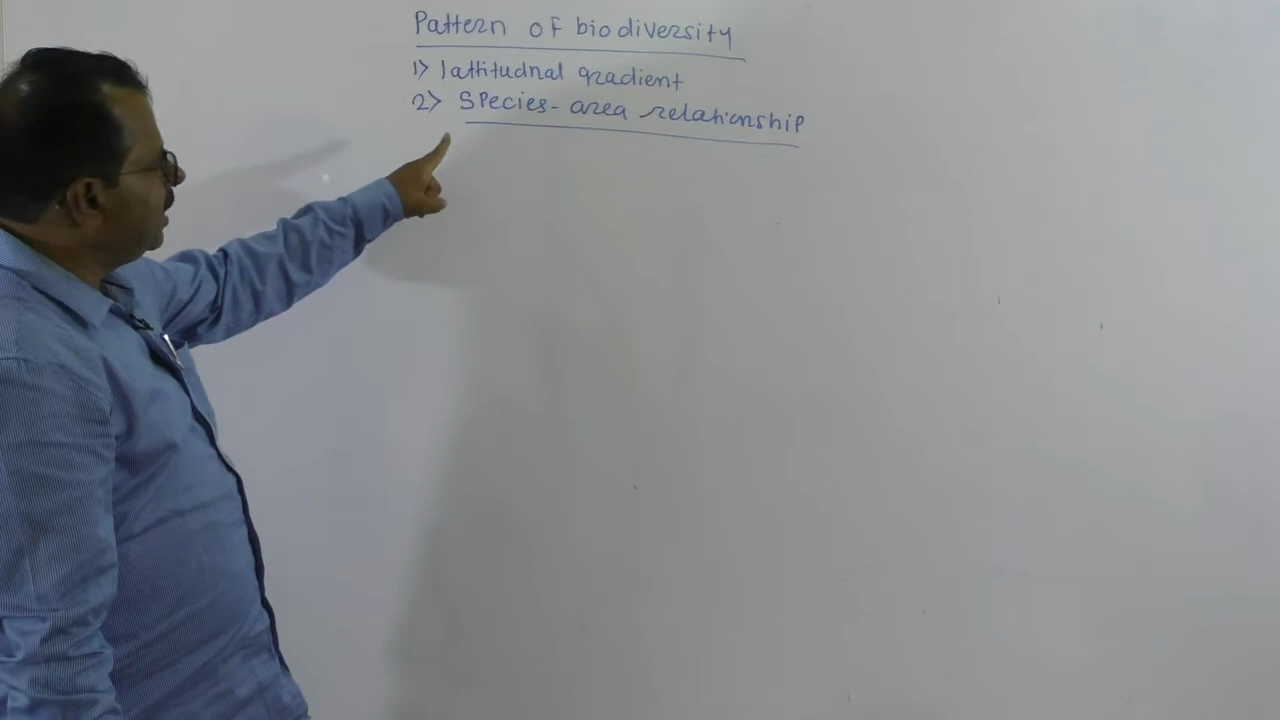 Pattern of biodiversity
1> lattitudnal gradient
2> Species-area relationship